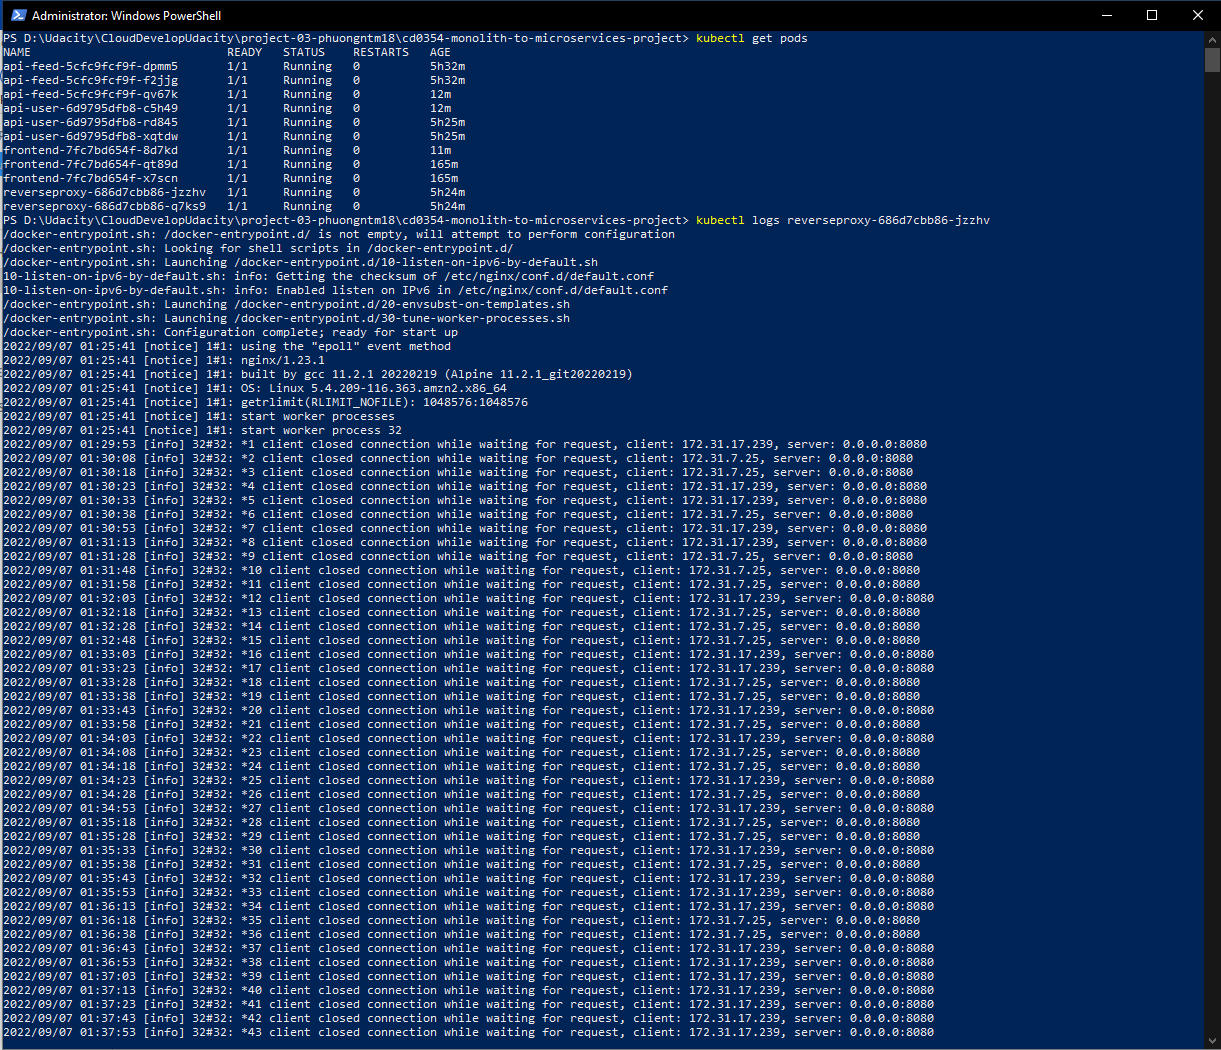 Administrator: Windows PowerShell
PS D:\Udacity\CloudDevelopUdacity\project-03-phuongntm18\cd0354-monolith-to-microservices-project> kubectl get pods
NAME READY STATUS RESTARTS AGE
api-feed-5cfc9fcf9f-dpmm5 1/1 Running 0 5h32m
api-feed-5cfc9fcf9f-f2jjg 1/1 Running 0 5h32m
api-feed-5cfc9fcf9f-qv67k 1/1 Running 0 12m
api-user-6d9795dfb8-c5h49 1/1 Running 0 12m
api-user-6d9795dfb8-rd845 1/1 Running 0 5h25m
api-user-6d9795dfb8-xqtdw 1/1 Running 0 5h25m
frontend-7fc7bd654f-8d7kd 1/1 Running 0 11m
frontend-7fc7bd654f-qt89d 1/1 Running 0 165m
frontend-7fc7bd654f-x7scn 1/1 Running 0 165m
reverseproxy-686d7cbb86-jzzhv 1/1 Running 0 5h24m
reverseproxy-686d7cbb86-q7ks9 1/1 Running 0 5h24m
PS D:\Udacity\CloudDevelopUdacity\project-03-phuongntm18\cd0354-monolith-to-microservices-project> kubectl logs reverseproxy-686d7cbb86-jzzhv
/docker-entrypoint.sh: /docker-entrypoint.d/ is not empty, will attempt to perform configuration
/docker-entrypoint.sh: Looking for shell scripts in /docker-entrypoint.d/
/docker-entrypoint.sh: Launching /docker-entrypoint.d/10-listen-on-ipv6-by-default.sh
10-listen-on-ipv6-by-default.sh: info: Getting the checksum of /etc/nginx/conf.d/default.conf
10-listen-on-ipv6-by-default.sh: info: Enabled listen on IPv6 in /etc/nginx/conf.d/default.conf
/docker-entrypoint.sh: Launching /docker-entrypoint.d/20-envsubst-on-templates.sh
/docker-entrypoint.sh: Launching /docker-entrypoint.d/30-tune-worker-processes.sh
/docker-entrypoint.sh: Configuration complete; ready for start up
2022/09/07 01:25:41 [notice] 1#1: using the "epoll" event method
2022/09/07 01:25:41 [notice] 1#1: nginx/1.23.1
2022/09/07 01:25:41 [notice] 1#1: built by gcc 11.2.1 20220219 (Alpine 11.2.1_git20220219)
2022/09/07 01:25:41 [notice] 1#1: OS: Linux 5.4.209-116.363.amzn2.x86_64
2022/09/07 01:25:41 [notice] 1#1: getrlimit(RLIMIT_NOFILE): 1048576:1048576
2022/09/07 01:25:41 [notice] 1#1: start worker processes
2022/09/07 01:25:41 [notice] 1#1: start worker process 32
2022/09/07 01:29:53 [info] 32#32: *1 client closed connection while waiting for request, client: 172.31.17.239, server: 0.0.0.0:8080
2022/09/07 01:30:08 [info] 32#32: *2 client closed connection while waiting for request, client: 172.31.7.25, server: 0.0.0.0:8080
2022/09/07 01:30:18 [info] 32#32: *3 client closed connection while waiting for request, client: 172.31.7.25, server: 0.0.0.0:8080
2022/09/07 01:30:23 [info] 32#32: *4 client closed connection while waiting for request, client: 172.31.17.239, server: 0.0.0.0:8080
2022/09/07 01:30:33 [info] 32#32: *5 client closed connection while waiting for request, client: 172.31.17.239, server: 0.0.0.0:8080
2022/09/07 01:30:38 [info] 32#32: *6 client closed connection while waiting for request, client: 172.31.7.25, server: 0.0.0.0:8080
2022/09/07 01:30:53 [info] 32#32: *7 client closed connection while waiting for request, client: 172.31.17.239, server: 0.0.0.0:8080
2022/09/07 01:31:13 [info] 32#32: *8 client closed connection while waiting for request, client: 172.31.17.239, server: 0.0.0.0:8080
2022/09/07 01:31:28 [info] 32#32: *9 client closed connection while waiting for request, client: 172.31.7.25, server: 0.0.0.0:8080
2022/09/07 01:31:48 [info] 32#32: *10 client closed connection while waiting for request, client: 172.31.7.25, server: 0.0.0.0:8080
2022/09/07 01:31:58 [info] 32#32: *11 client closed connection while waiting for request, client: 172.31.7.25, server: 0.0.0.0:8080
2022/09/07 01:32:03 [info] 32#32: *12 client closed connection while waiting for request, client: 172.31.17.239, server: 0.0.0.0:8080
2022/09/07 01:32:18 [info] 32#32: *13 client closed connection while waiting for request, client: 172.31.7.25, server: 0.0.0.0:8080
2022/09/07 01:32:28 [info] 32#32: *14 client closed connection while waiting for request, client: 172.31.7.25, server: 0.0.0.0:8080
2022/09/07 01:32:48 [info] 32#32: *15 client closed connection while waiting for request, client: 172.31.7.25, server: 0.0.0.0:8080
2022/09/07 01:33:03 [info] 32#32: *16 client closed connection while waiting for request, client: 172.31.17.239, server: 0.0.0.0:8080
2022/09/07 01:33:23 [info] 32#32: *17 client closed connection while waiting for request, client: 172.31.17.239, server: 0.0.0.0:8080
2022/09/07 01:33:28 [info] 32#32: *18 client closed connection while waiting for request, client: 172.31.7.25, server: 0.0.0.0:8080
2022/09/07 01:33:38 [info] 32#32: *19 client closed connection while waiting for request, client: 172.31.7.25, server: 0.0.0.0:8080
2022/09/07 01:33:43 [info] 32#32: *20 client closed connection while waiting for request, client: 172.31.17.239, server: 0.0.0.0:8080
2022/09/07 01:33:58 [info] 32#32: *21 client closed connection while waiting for request, client: 172.31.7.25, server: 0.0.0.0:8080
2022/09/07 01:34:03 [info] 32#32: *22 client closed connection while waiting for request, client: 172.31.17.239, server: 0.0.0.0:8080
2022/09/07 01:34:08 [info] 32#32: *23 client closed connection while waiting for request, client: 172.31.7.25, server: 0.0.0.0:8080
2022/09/07 01:34:18 [info] 32#32: *24 client closed connection while waiting for request, client: 172.31.7.25, server: 0.0.0.0:8080
2022/09/07 01:34:23 [info] 32#32: *25 client closed connection while waiting for request, client: 172.31.17.239, server: 0.0.0.0:8080
2022/09/07 01:34:28 [info] 32#32: *26 client closed connection while waiting for request, client: 172.31.7.25, server: 0.0.0.0:8080
2022/09/07 01:34:53 [info] 32#32: *27 client closed connection while waiting for request, client: 172.31.17.239, server: 0.0.0.0:8080
2022/09/07 01:35:18 [info] 32#32: *28 client closed connection while waiting for request, client: 172.31.7.25, server: 0.0.0.0:8080
2022/09/07 01:35:28 [info] 32#32: *29 client closed connection while waiting for request, client: 172.31.7.25, server: 0.0.0.0:8080
2022/09/07 01:35:33 [info] 32#32: *30 client closed connection while waiting for request, client: 172.31.17.239, server: 0.0.0.0:8080
2022/09/07 01:35:38 [info] 32#32: *31 client closed connection while waiting for request, client: 172.31.7.25, server: 0.0.0.0:8080
2022/09/07 01:35:43 [info] 32#32: *32 client closed connection while waiting for request, client: 172.31.17.239, server: 0.0.0.0:8080
2022/09/07 01:35:53 [info] 32#32: *33 client closed connection while waiting for request, client: 172.31.17.239, server: 0.0.0.0:8080
2022/09/07 01:36:13 [info] 32#32: *34 client closed connection while waiting for request, client: 172.31.17.239, server: 0.0.0.0:8080
2022/09/07 01:36:18 [info] 32#32: *35 client closed connection while waiting for request, client: 172.31.7.25, server: 0.0.0.0:8080
2022/09/07 01:36:38 [info] 32#32: *36 client closed connection while waiting for request, client: 172.31.7.25, server: 0.0.0.0:8080
2022/09/07 01:36:43 [info] 32#32: *37 client closed connection while waiting for request, client: 172.31.17.239, server: 0.0.0.0:8080
2022/09/07 01:36:53 [info] 32#32: *38 client closed connection while waiting for request, client: 172.31.17.239, server: 0.0.0.0:8080
2022/09/07 01:37:03 [info] 32#32: *39 client closed connection while waiting for request, client: 172.31.17.239, server: 0.0.0.0:8080
2022/09/07 01:37:13 [info] 32#32: *40 client closed connection while waiting for request, client: 172.31.17.239, server: 0.0.0.0:8080
2022/09/07 01:37:23 [info] 32#32: *41 client closed connection while waiting for request, client: 172.31.17.239, server: 0.0.0.0:8080
2022/09/07 01:37:43 [info] 32#32: *42 client closed connection while waiting for request, client: 172.31.17.239, server: 0.0.0.0:8080
2022/09/07 01:37:53 [info] 32#32: *43 client closed connection while waiting for request, client: 172.31.17.239, server: 0.0.0.0:8080